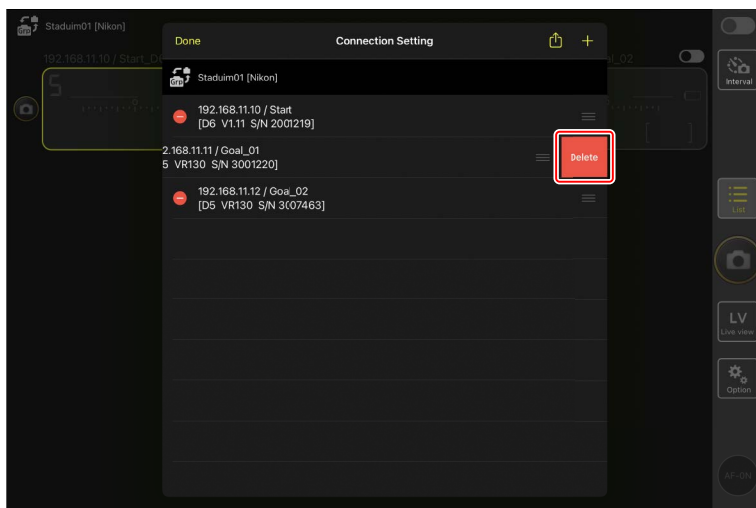 Grp Staduim01 [Nikon]
192.168.11.10 / Start_D
al_02
Done
Connection Setting
Grp Staduim01 [Nikon]
192.168.11.10 / Start
[D6 V1.11 S/N 2001219]
2.168.11.11 / Goal_01
5 VR130 S/N 3001220]
Delete
192.168.11.12 / Goal_02
[D5 VR130 S/N 3007463]
Interval
List
LV
Live view
Option
AF-ON